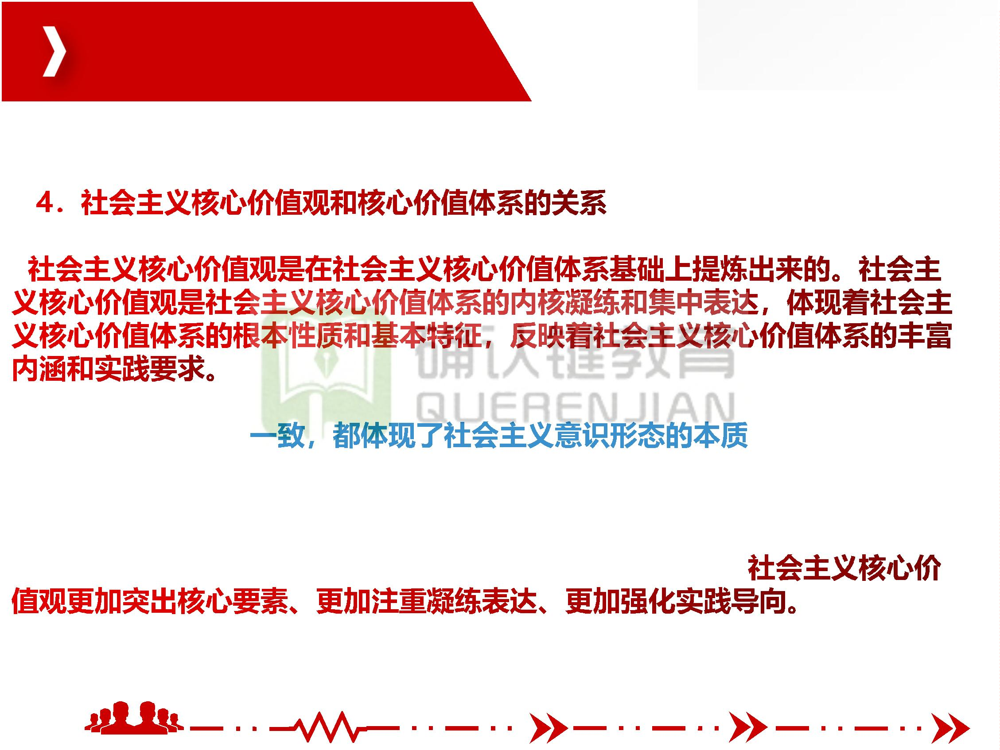 4．社会主义核心价值观和核心价值体系的关系
社会主义核心价值观是在社会主义核心价值体系基础上提炼出来的。社会主
义核心价值观是社会主义核心价值体系的内核凝练和集中表达，体现着社会主
义核心价值体系的根本性质和基本特征，反映着社会主义核心价值体系的丰富
内涵和实践要求。
确认键教育
QUERENJIAN
一致，都体现了社会主义意识形态的本质
社会主义核心价
值观更加突出核心要素、更加注重凝练表达、更加强化实践导向。